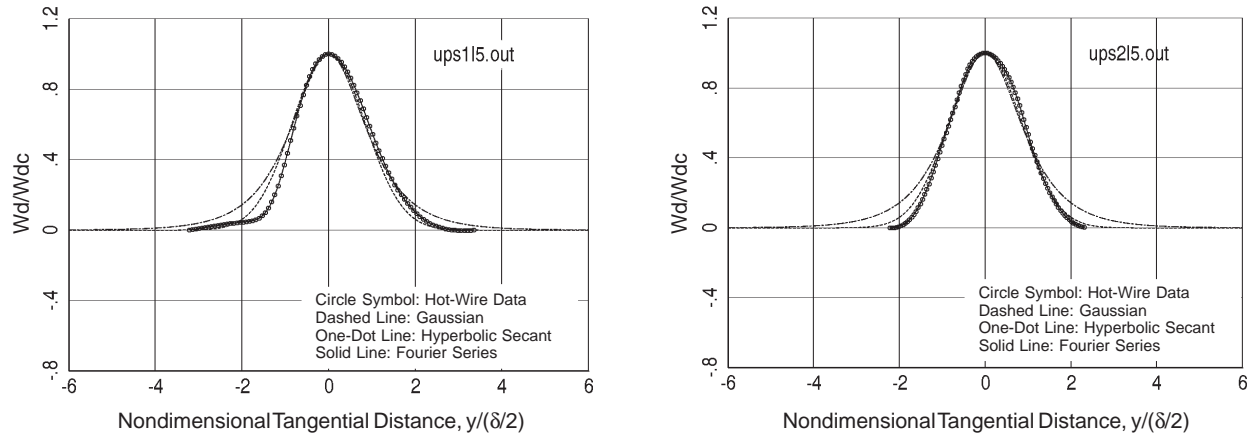 1.2
.8
.4
0
-.4
-.8
Wd/Wdc
ups1l5.out
Circle Symbol: Hot-Wire Data
Dashed Line: Gaussian
One-Dot Line: Hyperbolic Secant
Solid Line: Fourier Series
-6 -4 -2 0 2 4 6
Nondimensional Tangential Distance, y/(δ/2)
1.2
.8
.4
0
-.4
-.8
Wd/Wdc
ups2l5.out
Circle Symbol: Hot-Wire Data
Dashed Line: Gaussian
One-Dot Line: Hyperbolic Secant
Solid Line: Fourier Series
-6 -4 -2 0 2 4 6
Nondimensional Tangential Distance, y/(δ/2)